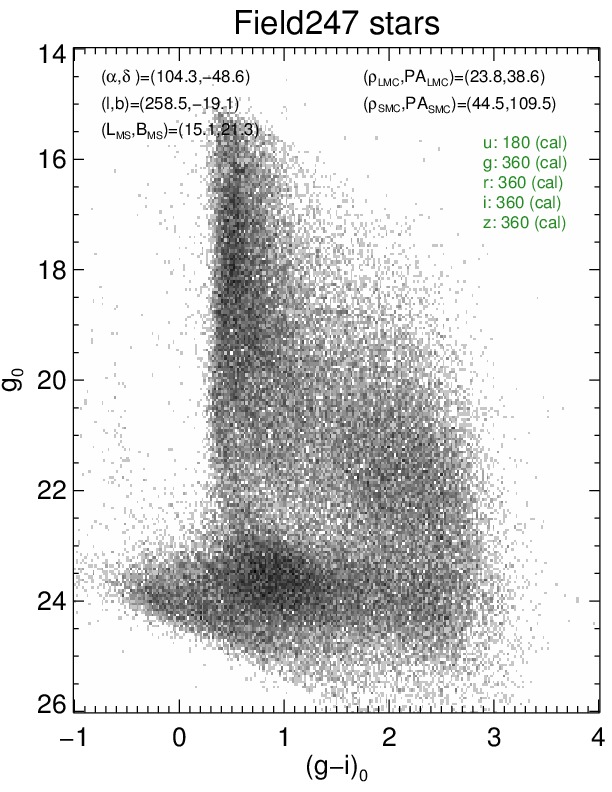 Field247 stars
(α,δ )=(104.3,−48.6)
(ρLMC,PALMC)=(23.8,38.6)
(l,b)=(258.5,−19.1)
(ρSMC,PASMC)=(44.5,109.5)
(LMS,BMS)=(15.1,21.3)
u: 180 (cal)
g: 360 (cal)
r: 360 (cal)
i: 360 (cal)
z: 360 (cal)
14
16
18
20
22
24
26
g0
−1 0 1 2 3 4
(g−i)0